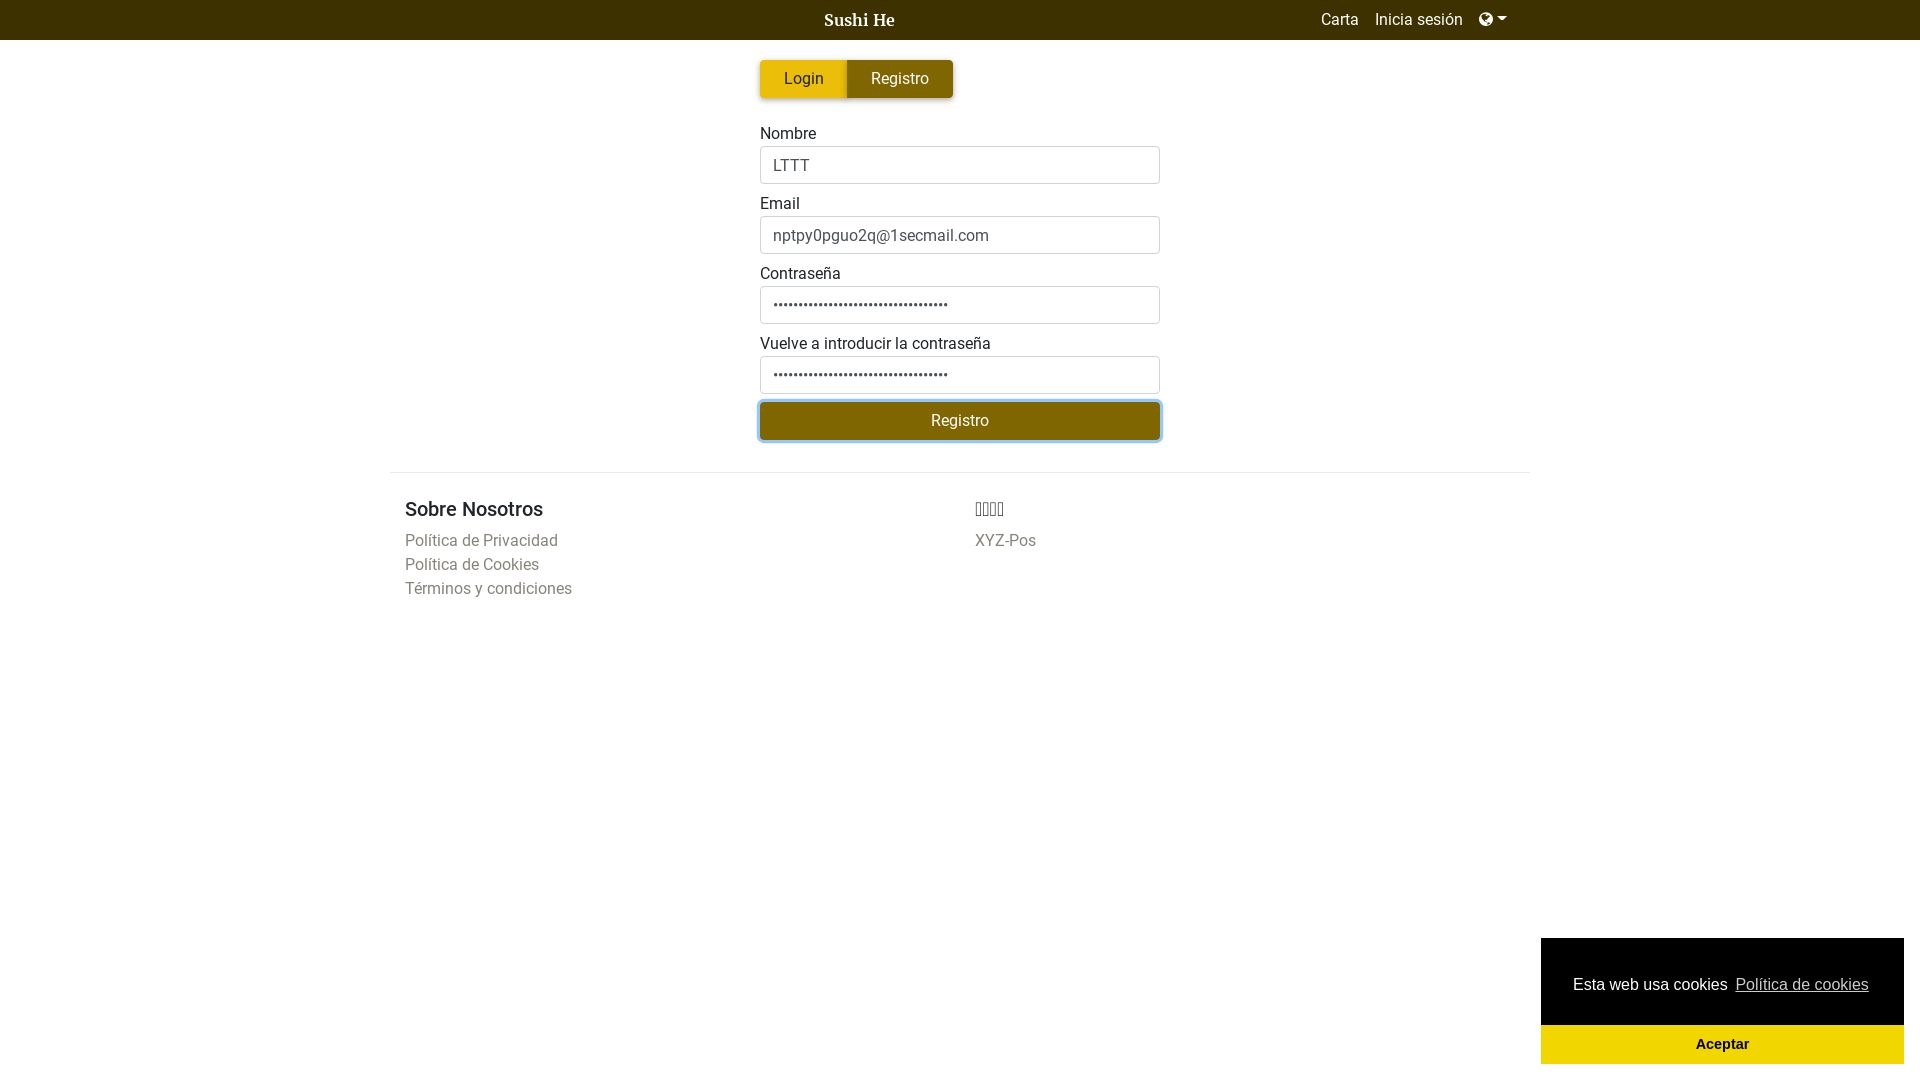 Sushi He
Carta
Inicia sesión
Login
Registro
Nombre
LTTT
Email
nptpy0pguo2q@1secmail.com
Contraseña
•••••••••••••••••••••••••••••••••••
Vuelve a introducir la contraseña
•••••••••••••••••••••••••••••••••••
Registro
Sobre Nosotros
Política de Privacidad
Política de Cookies
Términos y condiciones
XYZ-Pos
Esta web usa cookies Política de cookies
Aceptar